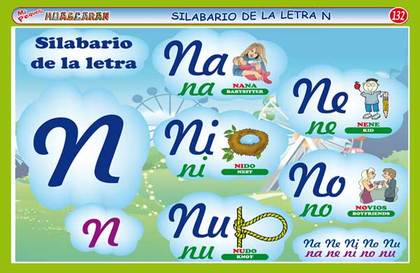 Mi Pequeño HUASCARAN
SILABARIO DE LA LETRA N
132
Silabario
de la letra
N
n
Na
na
NANA
BABYSITTER
Ne
ne
NENE
KID
Ni
ni
NIDO
NEST
No
no
NOVIOS
BOYFRIENDS
Nu
nu
NUDO
KNOT
Na Ne Ni No Nu
na ne ni no nu